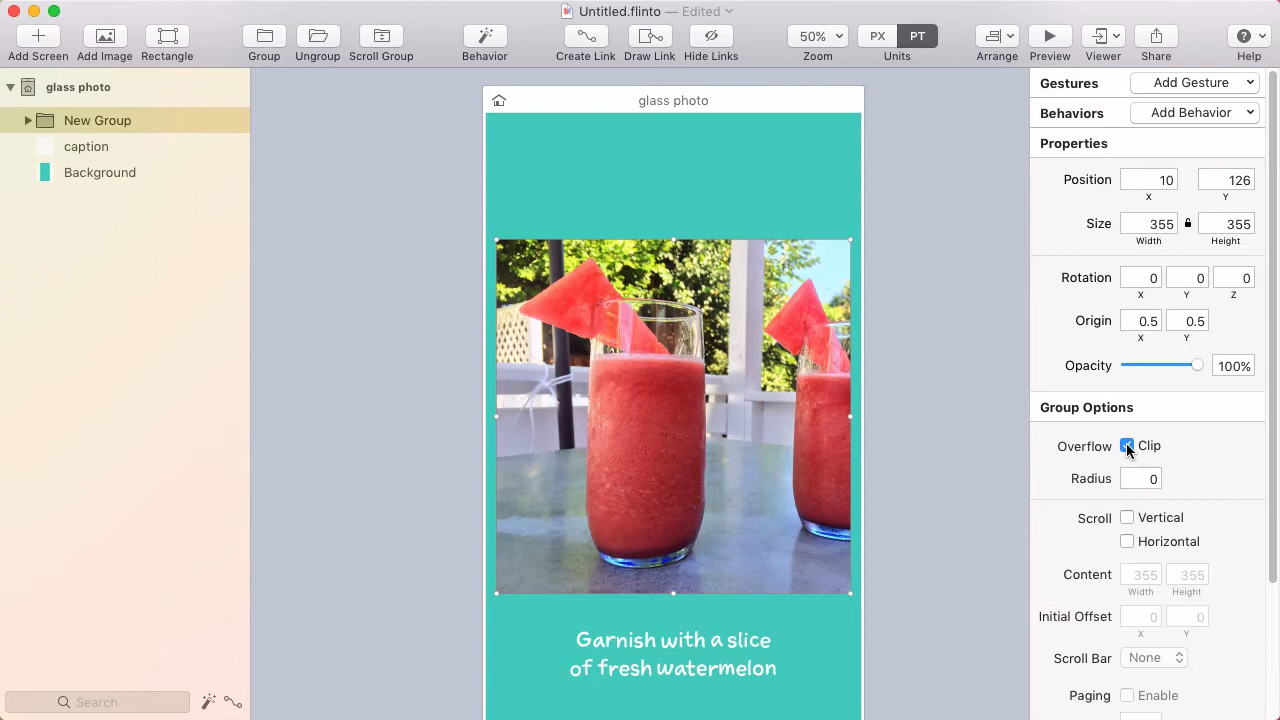 Untitled.flinto — Edited
Add Screen
Add Image
Rectangle
Group
Ungroup
Scroll Group
Behavior
Create Link
Draw Link
Hide Links
50%
Zoom
PX
PT
Units
Arrange
Preview
Viewer
Share
Help
glass photo
New Group
caption
Background
Search
glass photo
Garnish with a slice
of fresh watermelon
Gestures
Add Gesture
Behaviors
Add Behavior
Properties
Position
10
126
X
Y
Size
355
355
Width
Height
Rotation
0
0
0
X
Y
Z
Origin
0.5
0.5
X
Y
Opacity
100%
Group Options
Overflow
Clip
Radius
0
Scroll
Vertical
Horizontal
Content
355
355
Width
Height
Initial Offset
0
0
X
Y
Scroll Bar
None
Paging
Enable